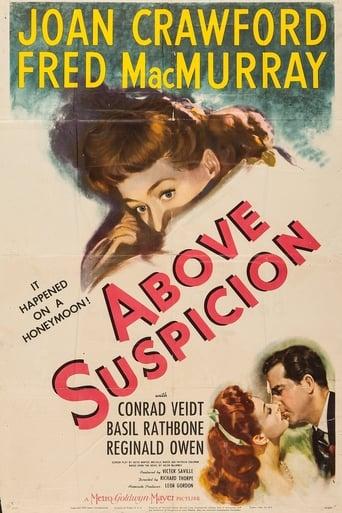 JOAN CRAWFORD
FRED MacMURRAY
IT
HAPPENED
ON A
HONEYMOON!
ABOVE
SUSPICION
with
CONRAD VEIDT
BASIL RATHBONE
REGINALD OWEN
Produced by VICTOR SAVILLE
Directed by RICHARD THORPE
Associate Producer LEON GORDON
A Metro-Goldwyn-Mayer PICTURE